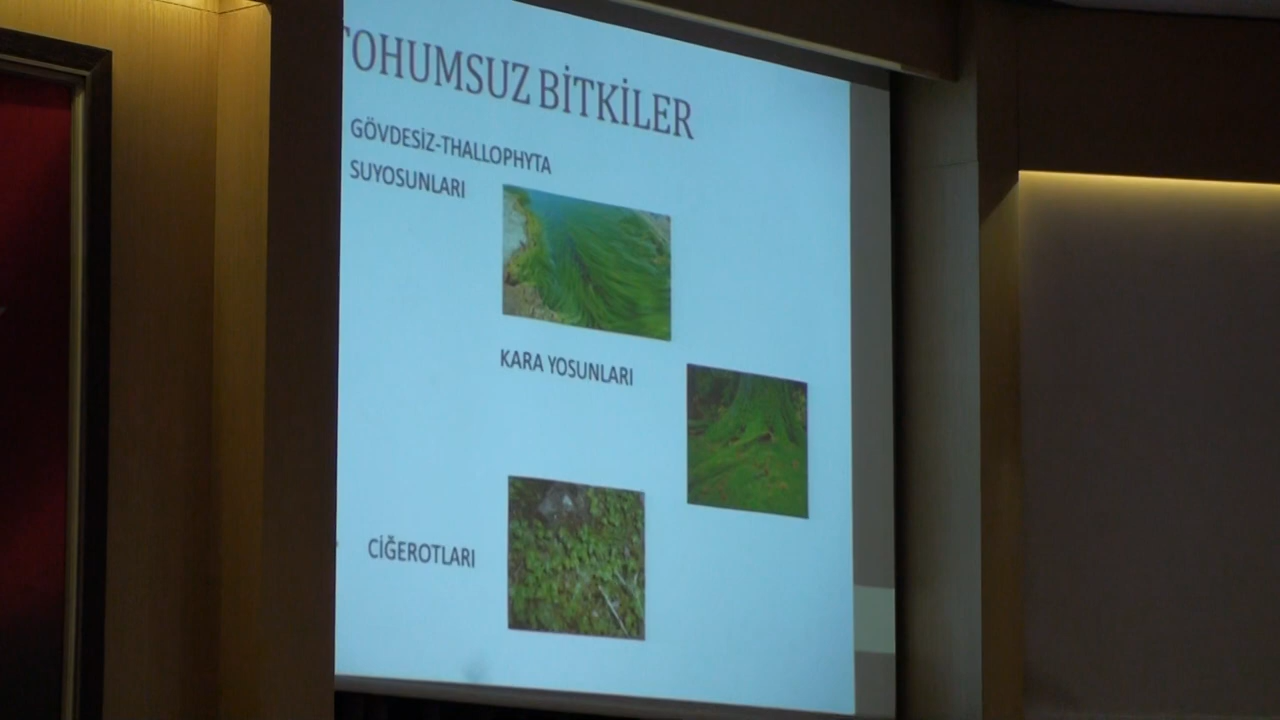 TOHUMSUZ BİTKİLER
GÖVDESİZ-THALLOPHYTA
SUYOSUNLARI
KARA YOSUNLARI
CİĞEROTLARI